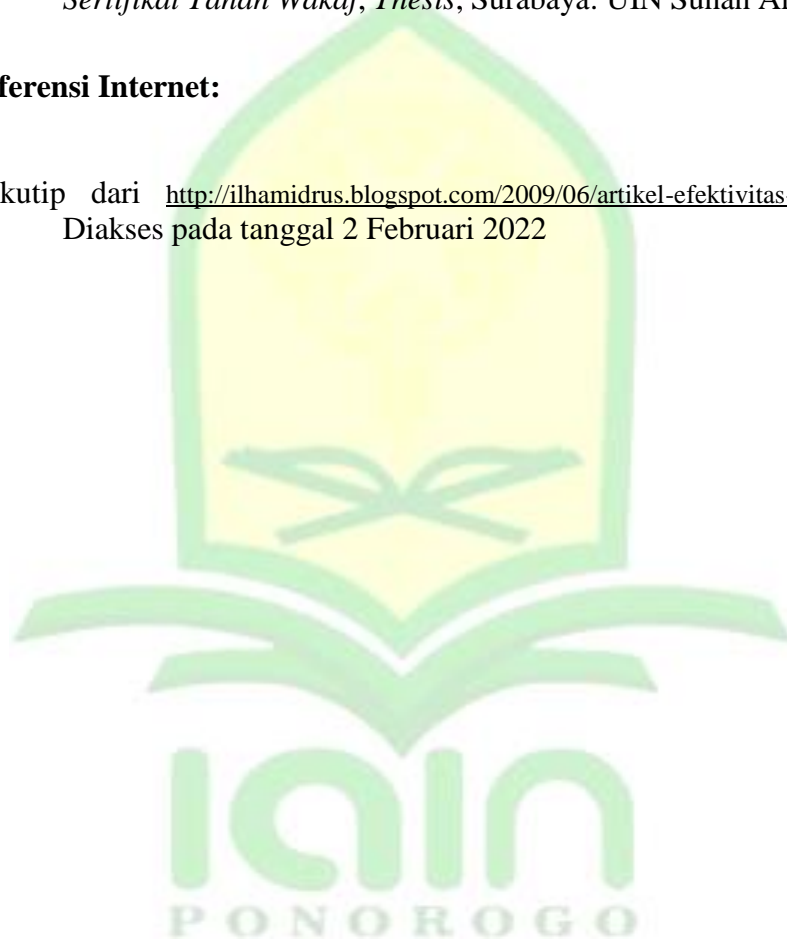 Sertifikat Tanah Wakaf, Thesis, Surabaya: UIN Sunan
ferensi Internet:
kutip dari http://ilhamidrus.blogspot.com/2009/06/artikel-efektivitas-
Diakses pada tanggal 2 Februari 2022
iain
PONOROGO